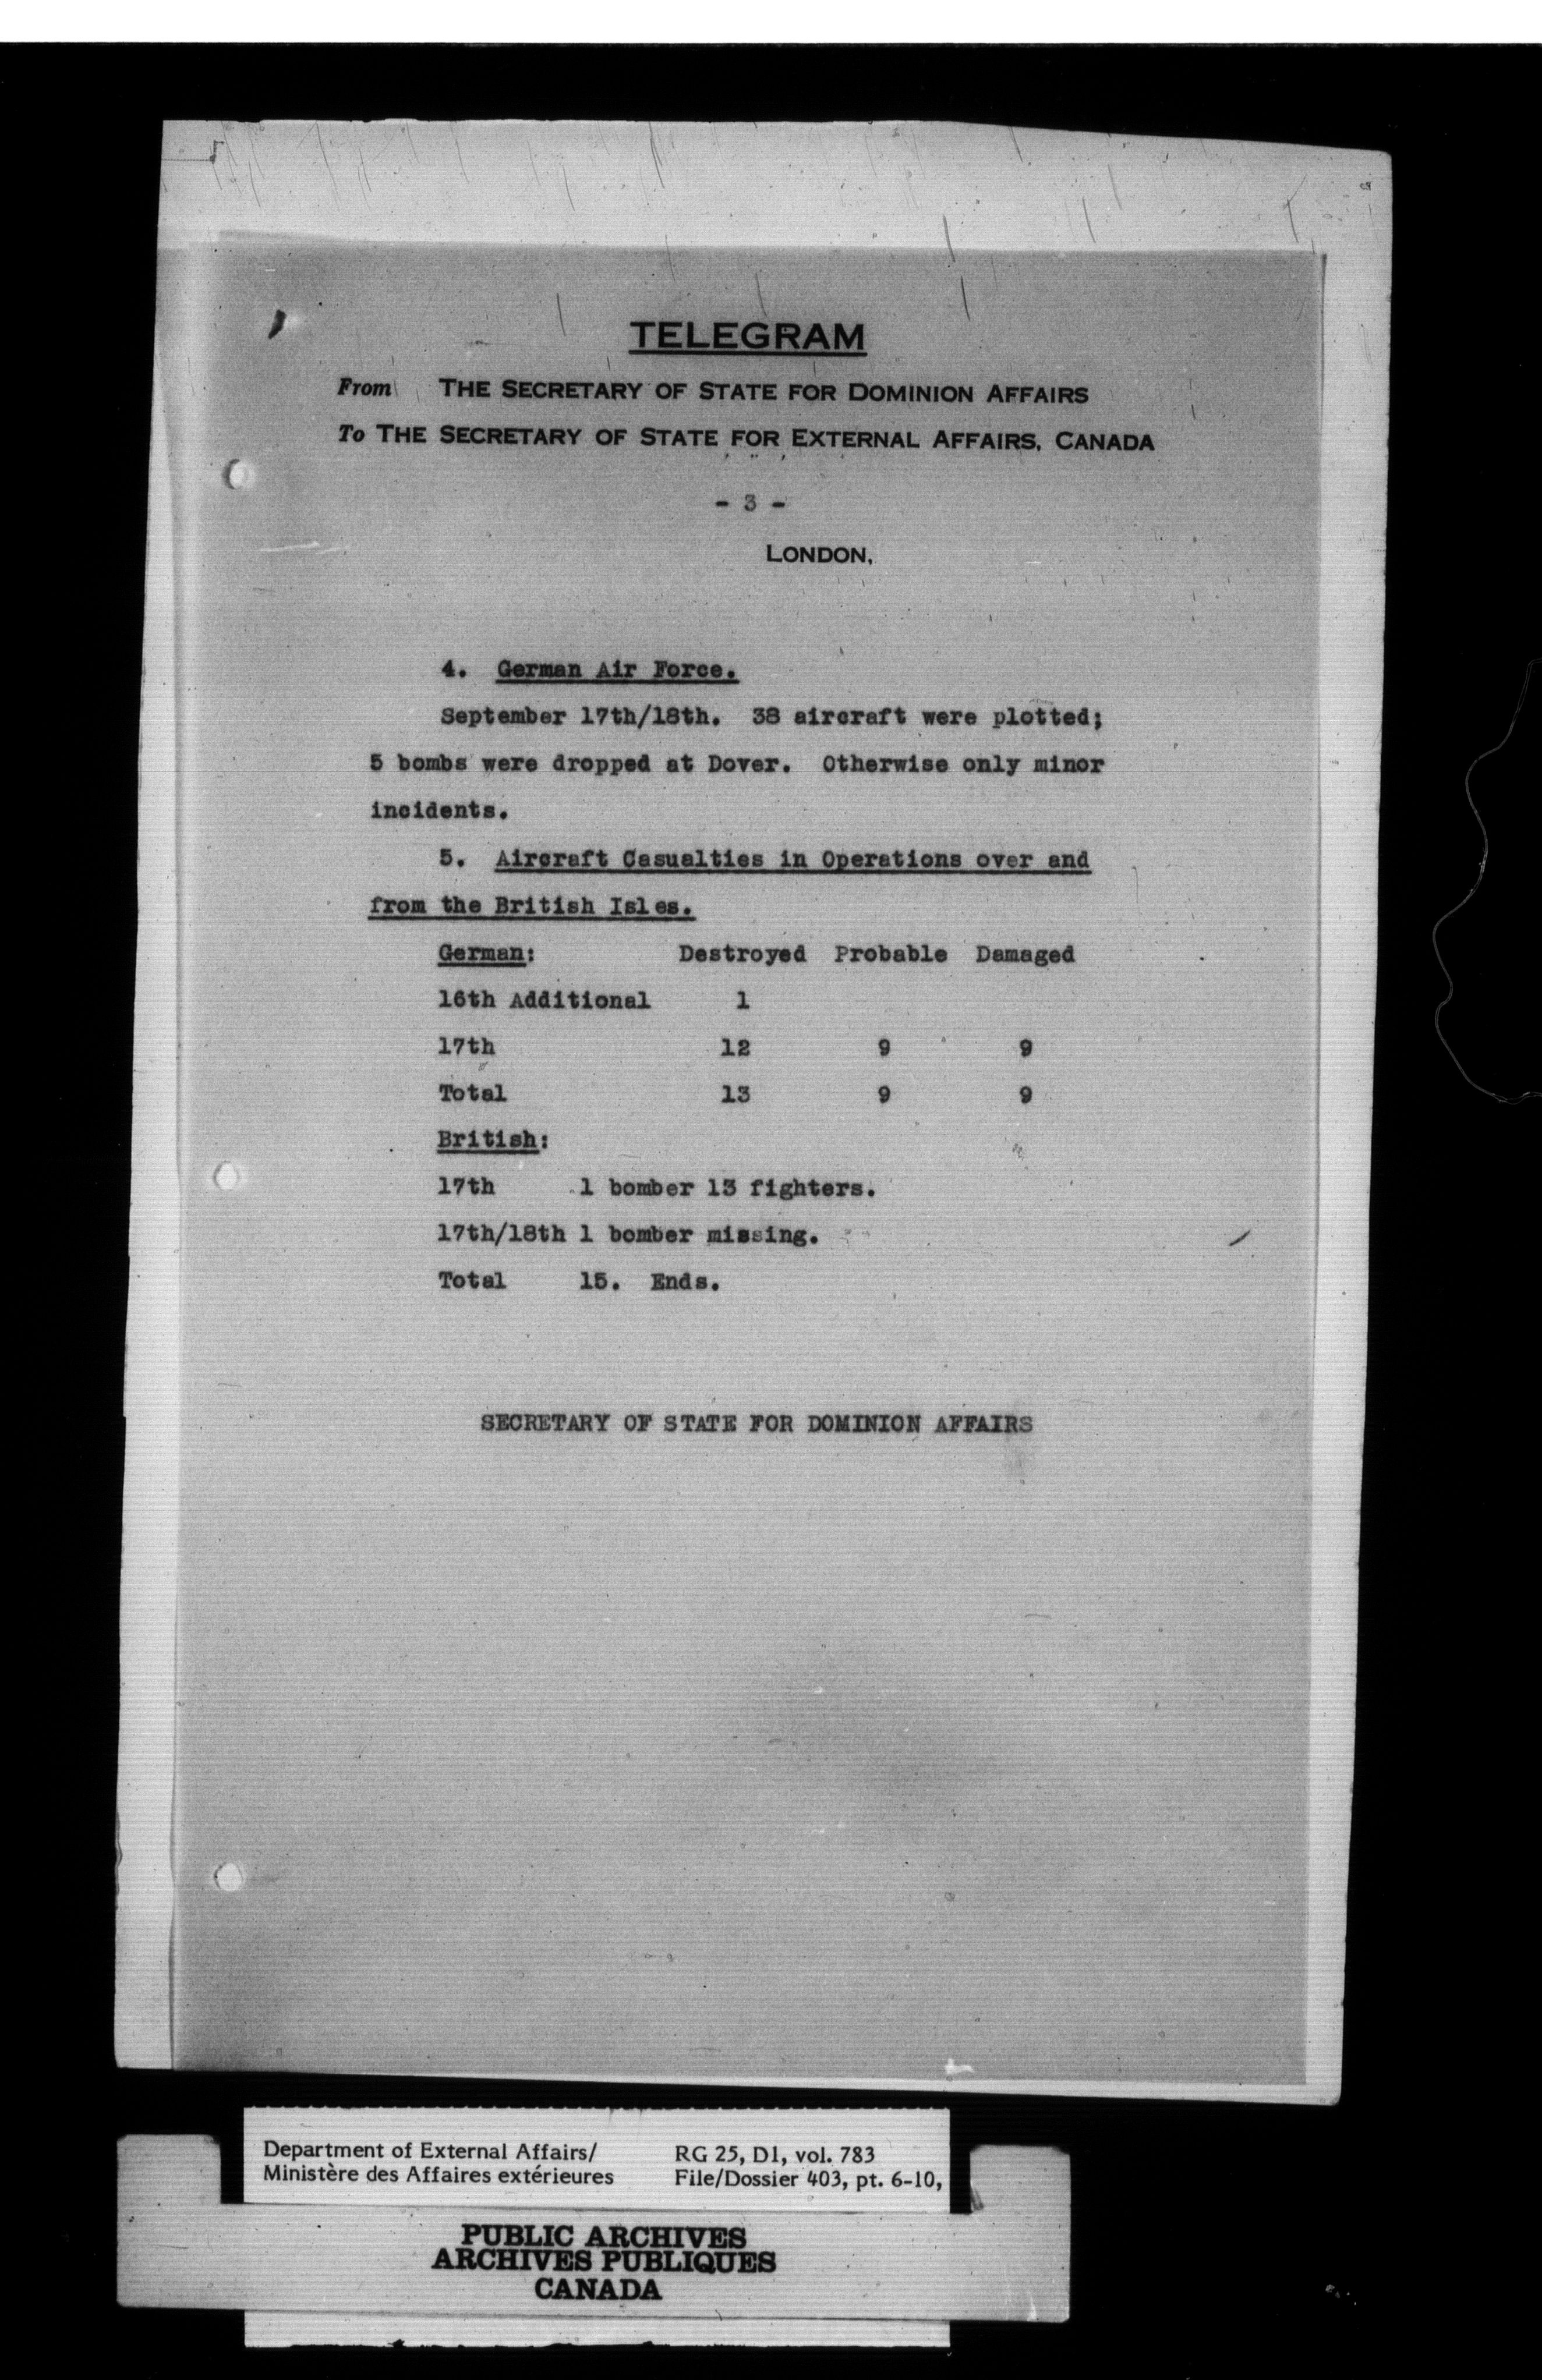 TELEGRAM
From THE SECRETARY OF STATE FOR DOMINION AFFAIRS
To THE SECRETARY OF STATE FOR EXTERNAL AFFAIRS, CANADA
- 3 -
LONDON,
4. German Air Force.
September 17th/18th. 38 aircraft were plotted;
5 bombs were dropped at Dover. Otherwise only minor
incidents.
5. Aircraft Casualties in Operations over and
from the British Isles.
German: Destroyed Probable Damaged
16th Additional 1
17th 12 9 9
Total 13 9 9
British:
17th 1 bomber 13 fighters.
17th/18th 1 bomber missing.
Total 15. Ends.
SECRETARY OF STATE FOR DOMINION AFFAIRS
Department of External Affairs/ RG 25, D1, vol. 783
Ministère des Affaires extérieures File/Dossier 403, pt. 6-10,
PUBLIC ARCHIVES
ARCHIVES PUBLIQUES
CANADA